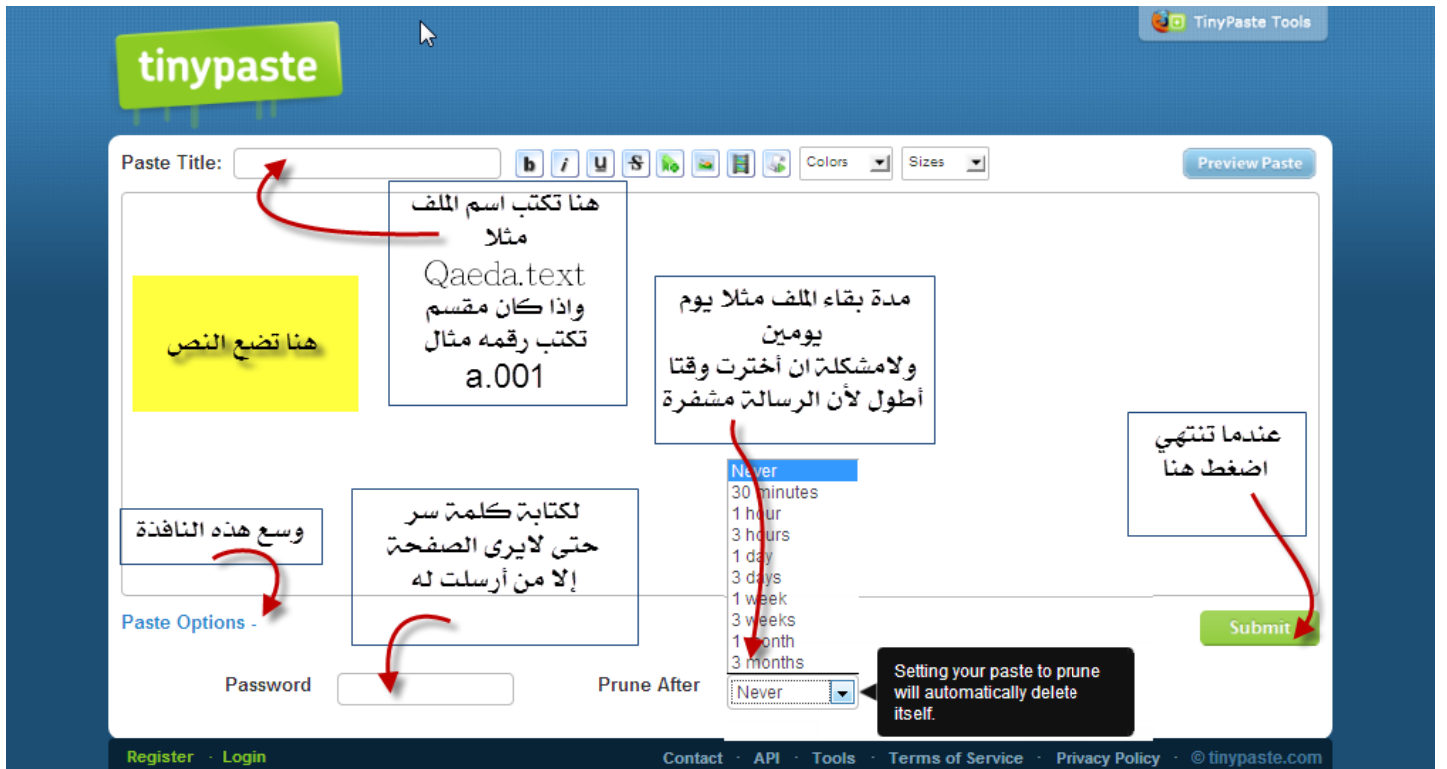 TinyPaste Tools
tinypaste
Paste Title:
b i U S
Colors
Sizes
Preview Paste
هنا تكتب اسم الملف
مثلا
Qaeda.text
واذا كان مقسم
تكتب رقمه مثال
a.001
هنا تضع النص
مدة بقاء الملف مثلا يوم
يومين
ولامشكلة ان أخترت وقتا
أطول لأن الرسالة مشفرة
عندما تنتهي
اضغط هنا
وسع هذه النافذة
لكتابة كلمة سر
حتى لايرى الصفحة
إلا من أرسلت له
Never
30 minutes
1 hour
3 hours
1 day
3 days
1 week
3 weeks
1 month
3 months
Paste Options -
Submit
Password
Prune After
Never
Setting your paste to prune
will automatically delete
itself.
Register · Login
Contact · API · Tools · Terms of Service · Privacy Policy · © tinypaste.com